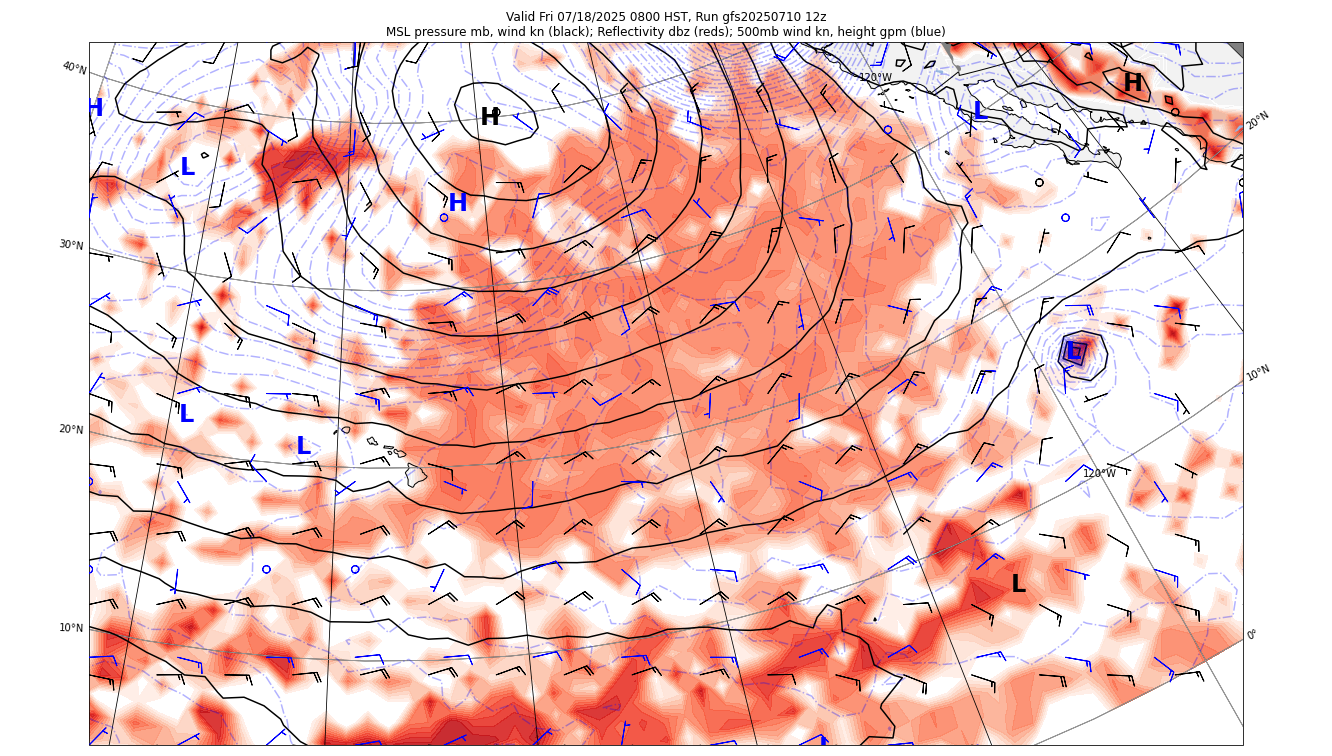 Valid Fri 07/18/2025 0800 HST, Run gfs20250710 12z
MSL pressure mb, wind kn (black); Reflectivity dbz (reds); 500mb wind kn, height gpm (blue)
40°N
120°W
H
H
H
L
20°N
L
H
30°N
L
10°N
L
20°N
L
120°W
L
10°N
0°
L